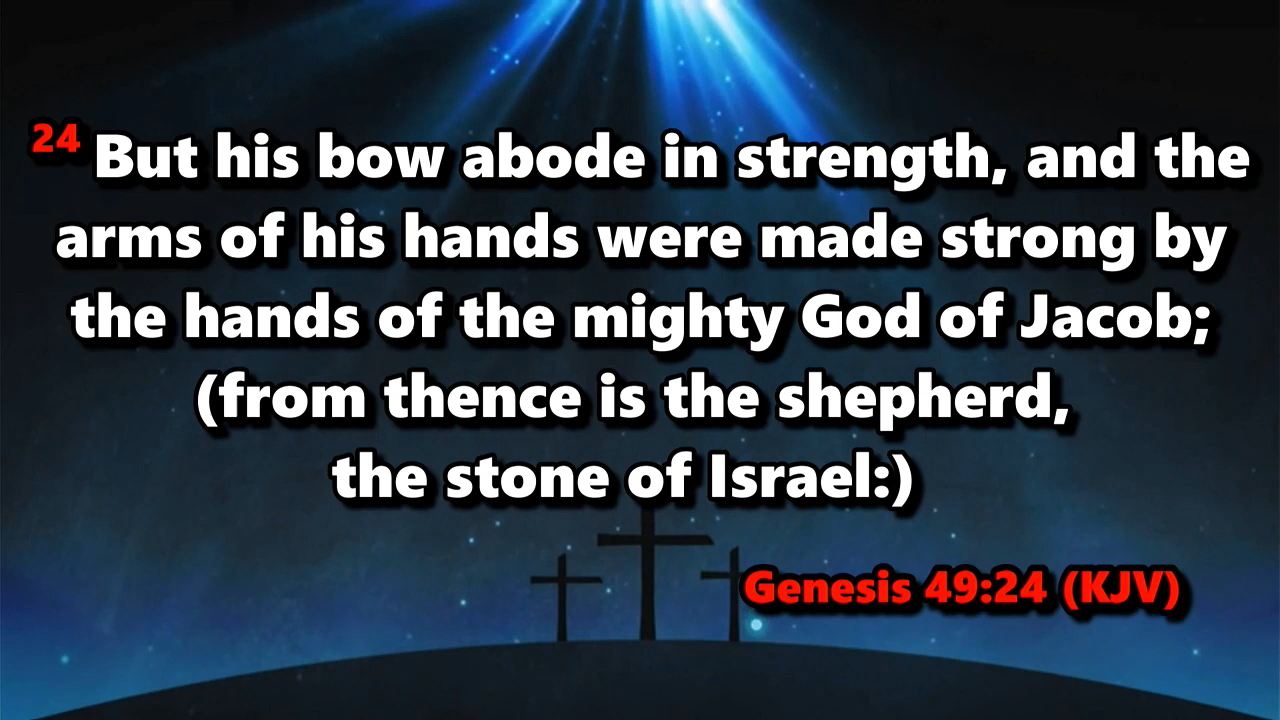 24 But his bow abode in strength, and the
arms of his hands were made strong by
the hands of the mighty God of Jacob;
(from thence is the shepherd,
the stone of Israel:)
Genesis 49:24 (KJV)